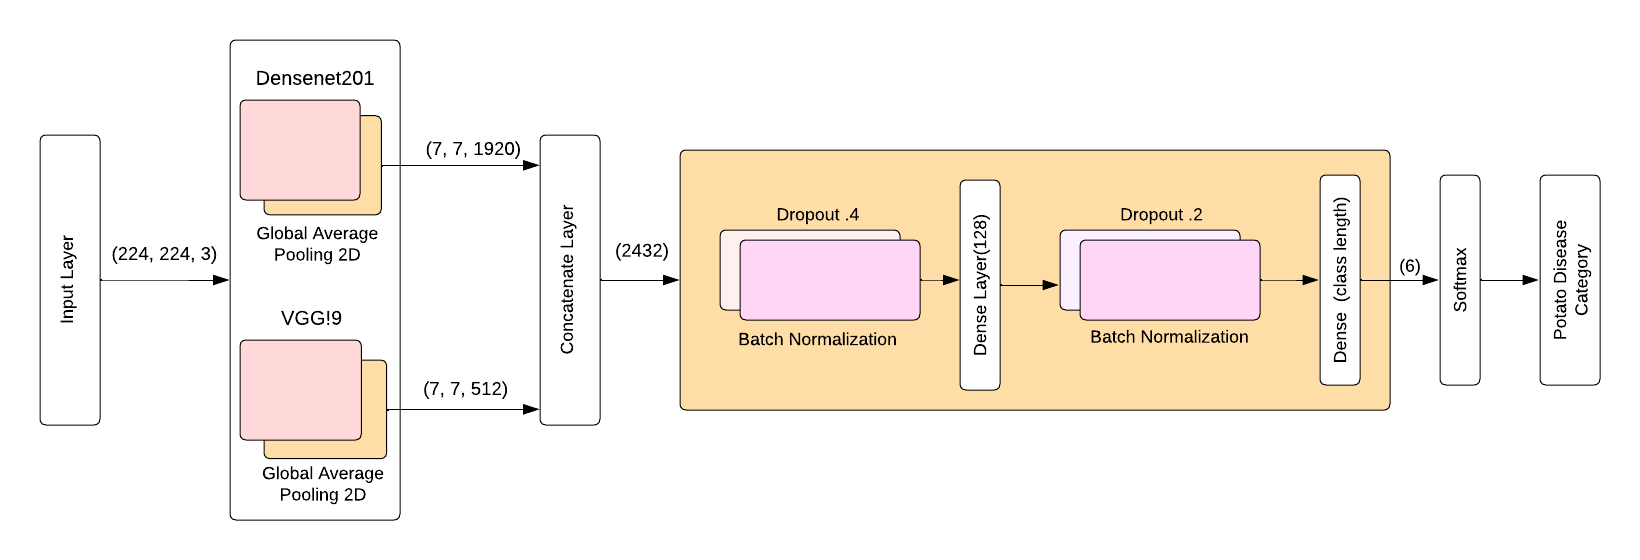 Input Layer
(224, 224, 3)
Densenet201
Global Average
Pooling 2D
VGG!9
Global Average
Pooling 2D
(7, 7, 1920)
(7, 7, 512)
Concatenate Layer
(2432)
Dropout .4
Batch Normalization
Dense Layer(128)
Dropout .2
Batch Normalization
Dense (class length)
(6)
Softmax
Potato Disease
Category